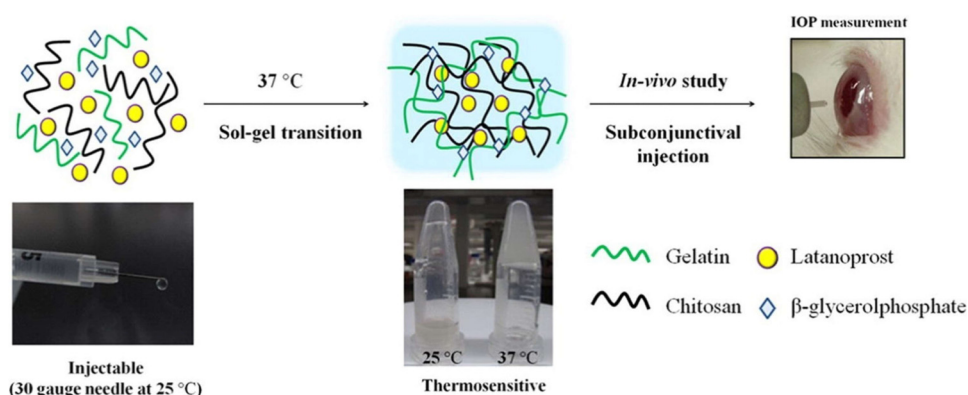 IOP measurement
37 °C
Sol-gel transition
In-vivo study
Subconjunctival
injection
5
25 °C
37 °C
Gelatin
Latanoprost
Chitosan
β-glycerolphosphate
Injectable
(30 gauge needle at 25 °C)
Thermosensitive